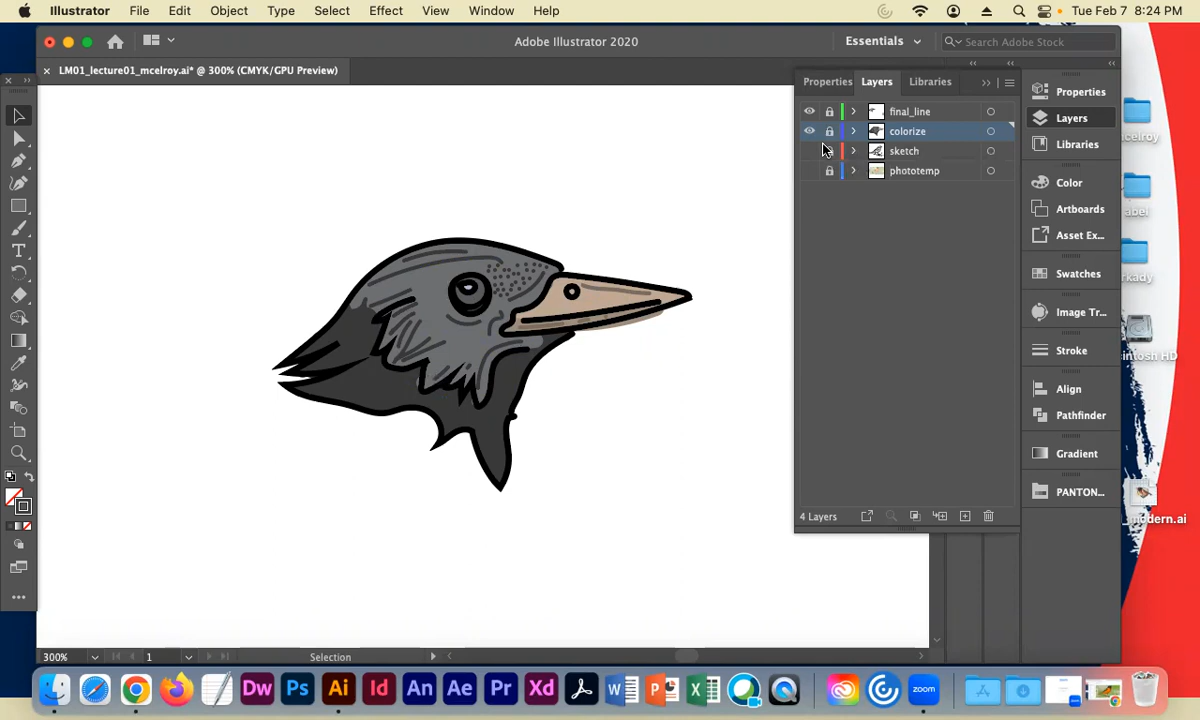 Illustrator File Edit Object Type Select Effect View Window Help Tue Feb 7 8:24 PM
Adobe Illustrator 2020 Essentials Search Adobe Stock
LM01_lecture01_mcelroy.ai* @ 300% (CMYK/GPU Preview)
Properties Layers Libraries
final_line
colorize
sketch
phototemp
4 Layers
Properties
Layers
Libraries
Color
Artboards
Asset Ex...
Swatches
Image Tr...
Stroke
Align
Pathfinder
Gradient
PANTON...
abel
_modern.ai
300% 1 Selection
Dw Ps Ai Id An Ae Pr Xd W P X zoom